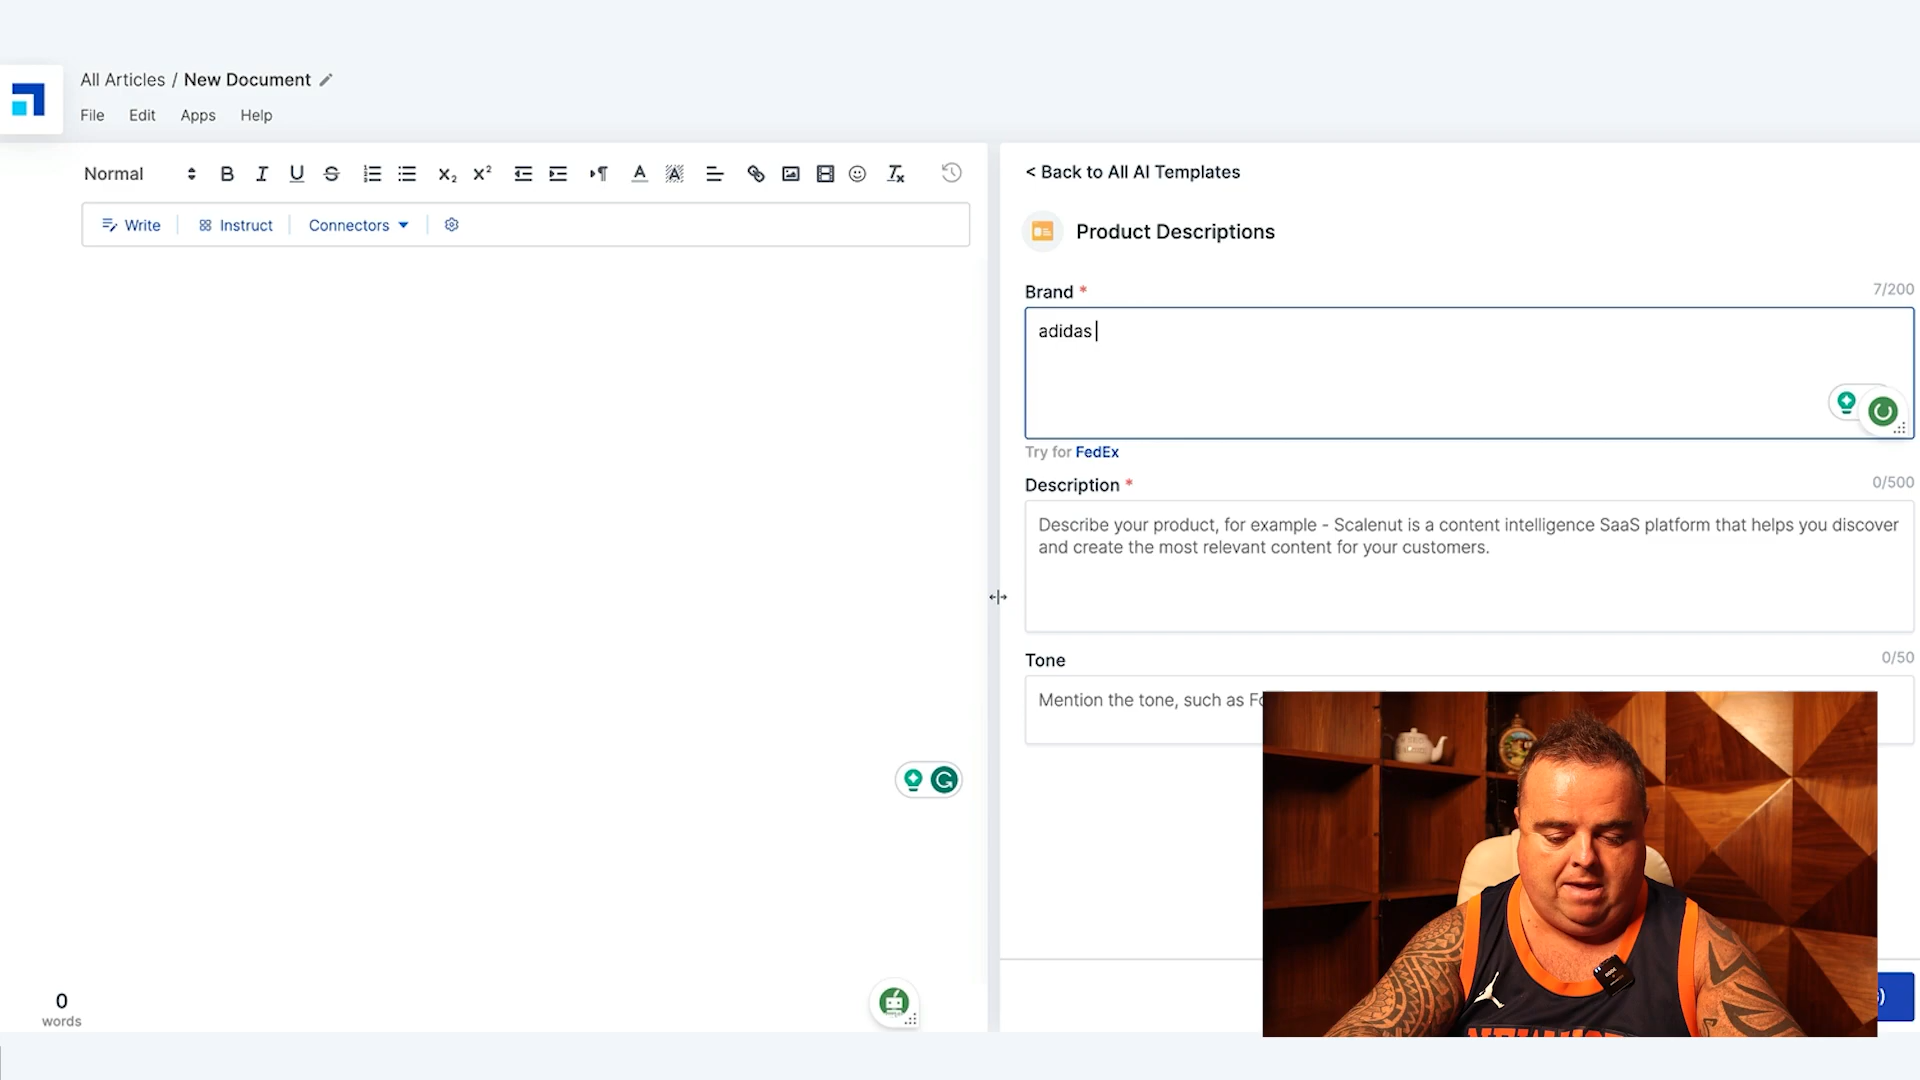 All Articles / New Document
File Edit Apps Help
Normal
Write Instruct Connectors
< Back to All AI Templates
Product Descriptions
Brand *
7/200
adidas
Try for FedEx
Description *
0/500
Describe your product, for example - Scalenut is a content intelligence SaaS platform that helps you discover
and create the most relevant content for your customers.
Tone
0/50
Mention the tone, such as
0
words